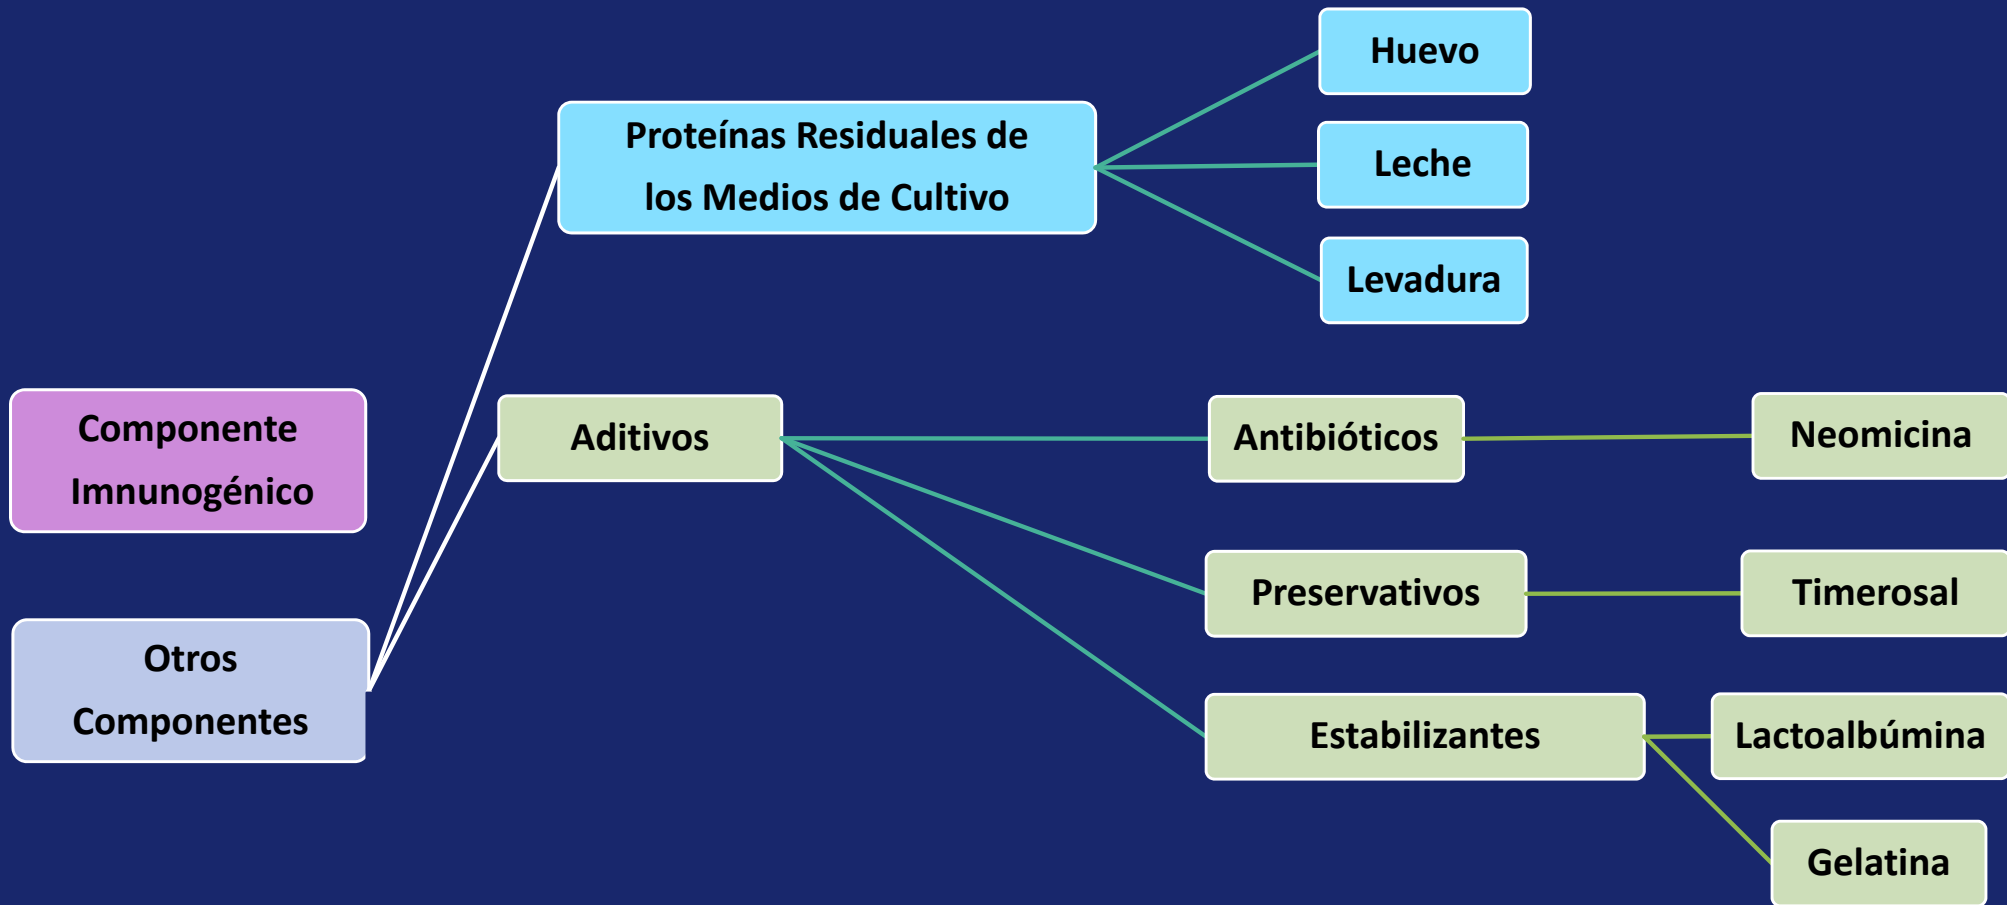 Huevo
Proteínas Residuales de
los Medios de Cultivo
Leche
Levadura
Componente
Imnunogénico
Aditivos
Antibióticos
Neomicina
Preservativos
Timerosal
Otros
Componentes
Estabilizantes
Lactoalbúmina
Gelatina